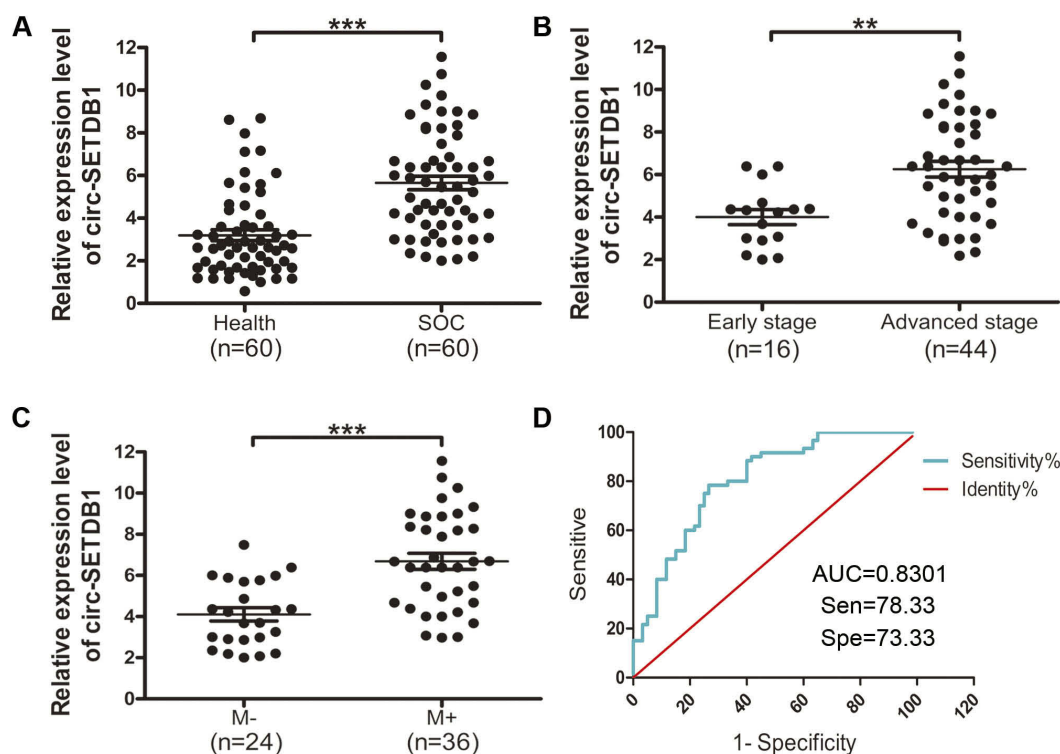 A
Relative expression level
of circ-SETDB1
12
10
8
6
4
2
0
***
Health
(n=60)
SOC
(n=60)
B
Relative expression level
of circ-SETDB1
12
10
8
6
4
2
0
**
Early stage
(n=16)
Advanced stage
(n=44)
C
Relative expression level
of circ-SETDB1
12
10
8
6
4
2
0
***
M-
(n=24)
M+
(n=36)
D
Sensitive
100
80
60
40
20
0
Sensitivity%
Identity%
AUC=0.8301
Sen=78.33
Spe=73.33
0 20 40 60 80 100 120
1- Specificity